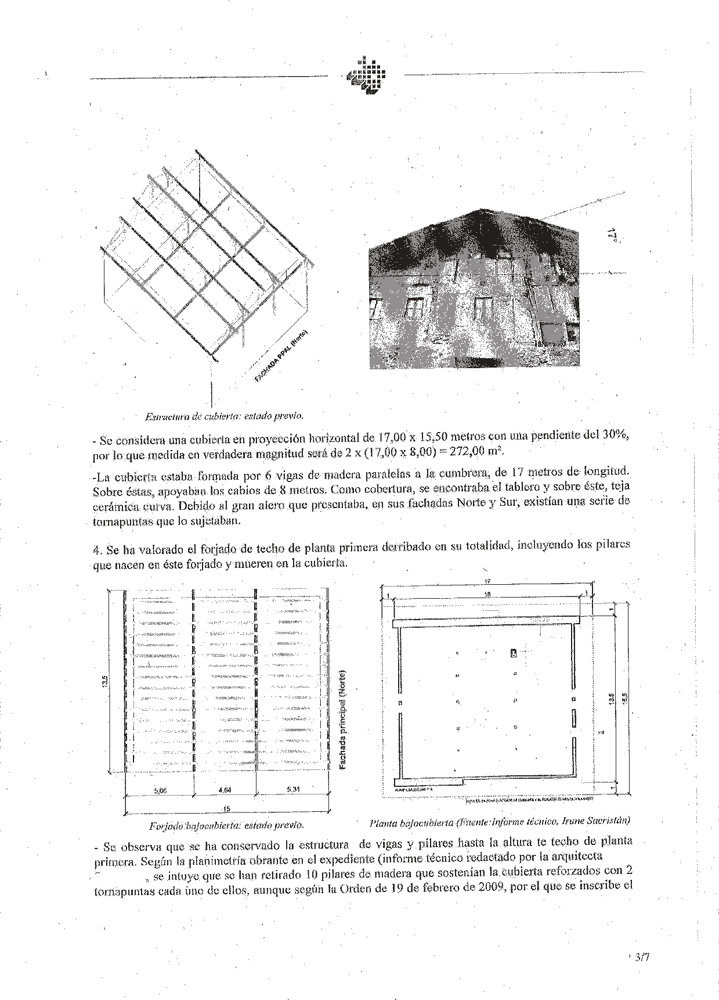 FACHADA PPAL (Norte)
17°
Estructura de cubierta: estado previo.
- Se considera una cubierta en proyección horizontal de 17,00 x 15,50 metros con una pendiente del 30%,
por lo que medida en verdadera magnitud será de 2 x (17,00 x 8,00) = 272,00 m².
-La cubierta estaba formada por 6 vigas de madera paralelas a la cumbrera, de 17 metros de longitud.
Sobre éstas, apoyaban los cabios de 8 metros. Como cobertura, se encontraba el tablero y sobre éste, teja
cerámica curva. Debido al gran alero que presentaba, en sus fachadas Norte y Sur, existían una serie de
tornapuntas que lo sujetaban.
4. Se ha valorado el forjado de techo de planta primera derribado en su totalidad, incluyendo los pilares
que nacen en éste forjado y mueren en la cubierta.
17
1
1
13,5
Fachada principal (Norte)
13,5
15,5
5,06
4,64
5,31
15
Forjado bajocubierta: estado previo.
Planta bajocubierta (Fuente:Informe técnico, Irune Sacristán)
- Se observa que se ha conservado la estructura de vigas y pilares hasta la altura te techo de planta
primera. Según la planimetría obrante en el expediente (informe técnico redactado por la arquitecta
, se intuye que se han retirado 10 pilares de madera que sostenían la cubierta reforzados con 2
tornapuntas cada uno de ellos, aunque según la Orden de 19 de febrero de 2009, por el que se inscribe el
3/7